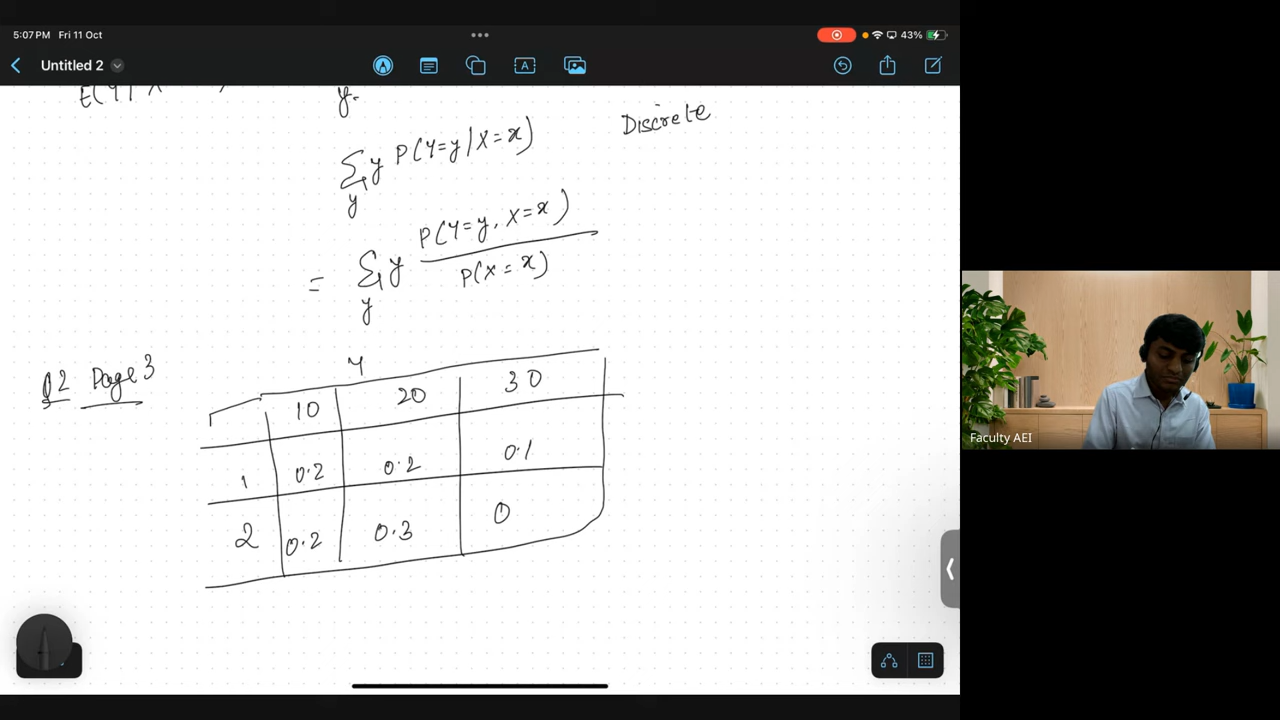 5:07 PM Fri 11 Oct
43%
Untitled 2
Discrete
y
Σ y P(Y=y | X=x)
y
= Σ y P(Y=y, X=x)
y P(X=x)
Q2 Page 3
Y
10 20 30
1 0.2 0.2 0.1
2 0.2 0.3 0
Faculty AEI